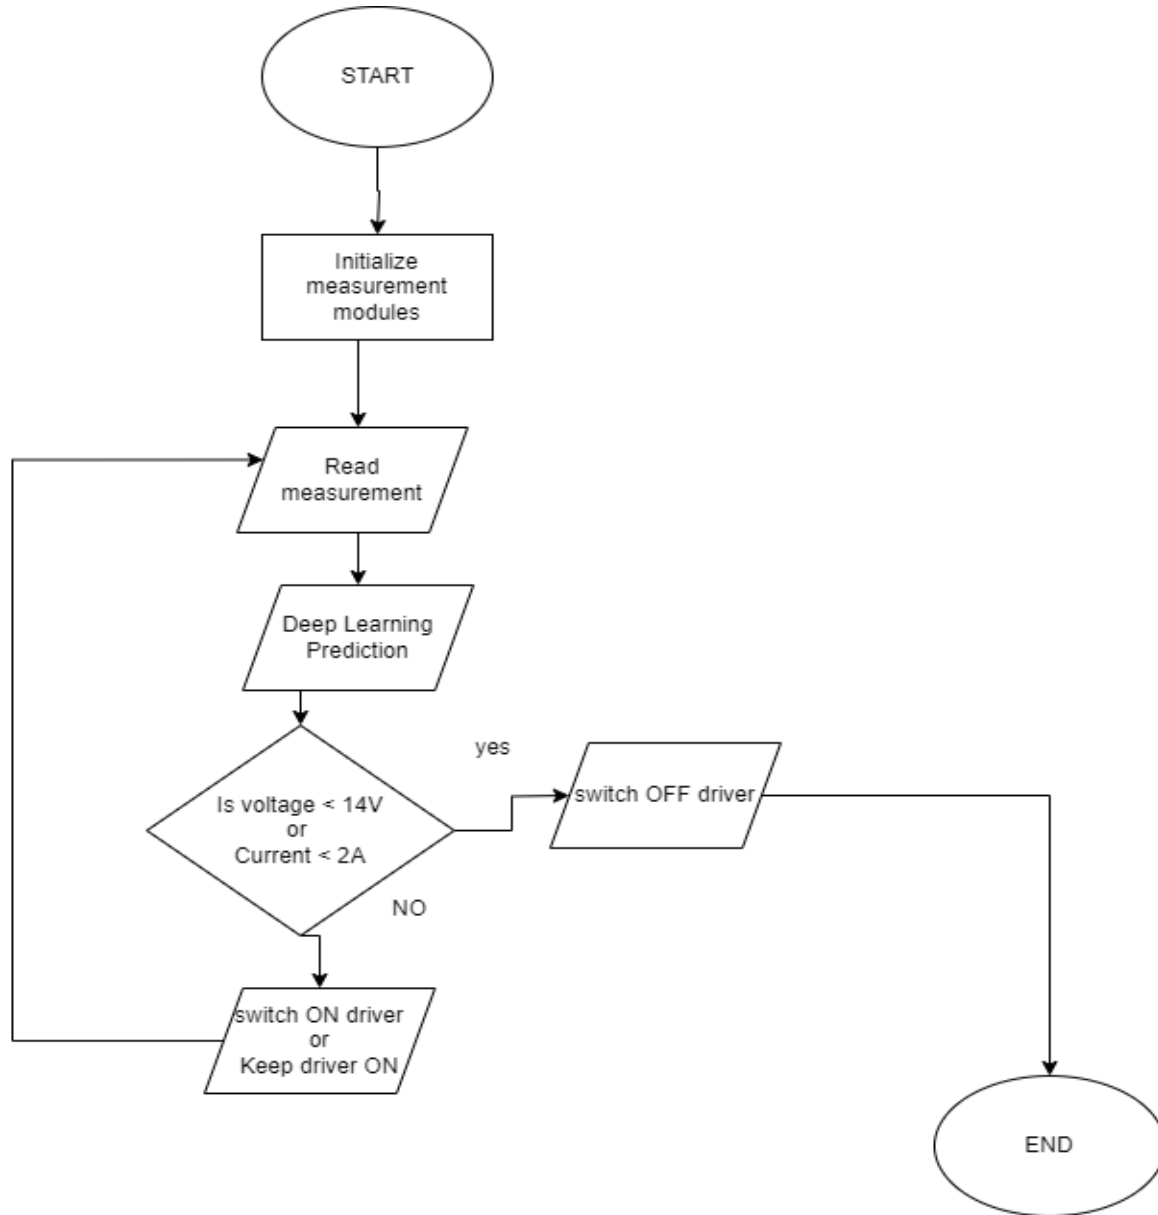 START
Initialize
measurement
modules
Read
measurement
Deep Learning
Prediction
Is voltage < 14V
or
Current < 2A
yes
switch OFF driver
NO
switch ON driver
or
Keep driver ON
END